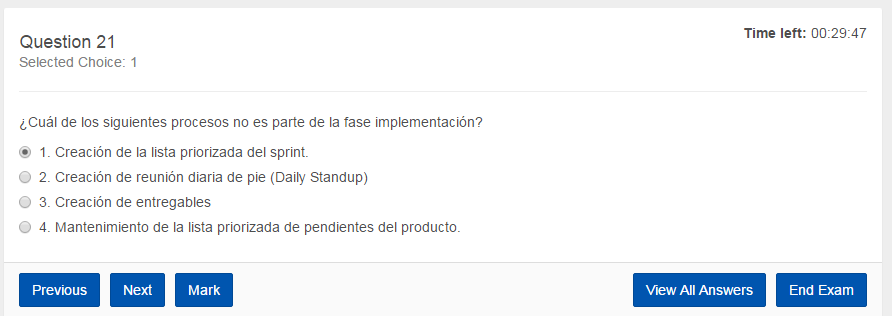 Question 21
Time left: 00:29:47
Selected Choice: 1
¿Cuál de los siguientes procesos no es parte de la fase implementación?
1. Creación de la lista priorizada del sprint.
2. Creación de reunión diaria de pie (Daily Standup)
3. Creación de entregables
4. Mantenimiento de la lista priorizada de pendientes del producto.
Previous Next Mark View All Answers End Exam